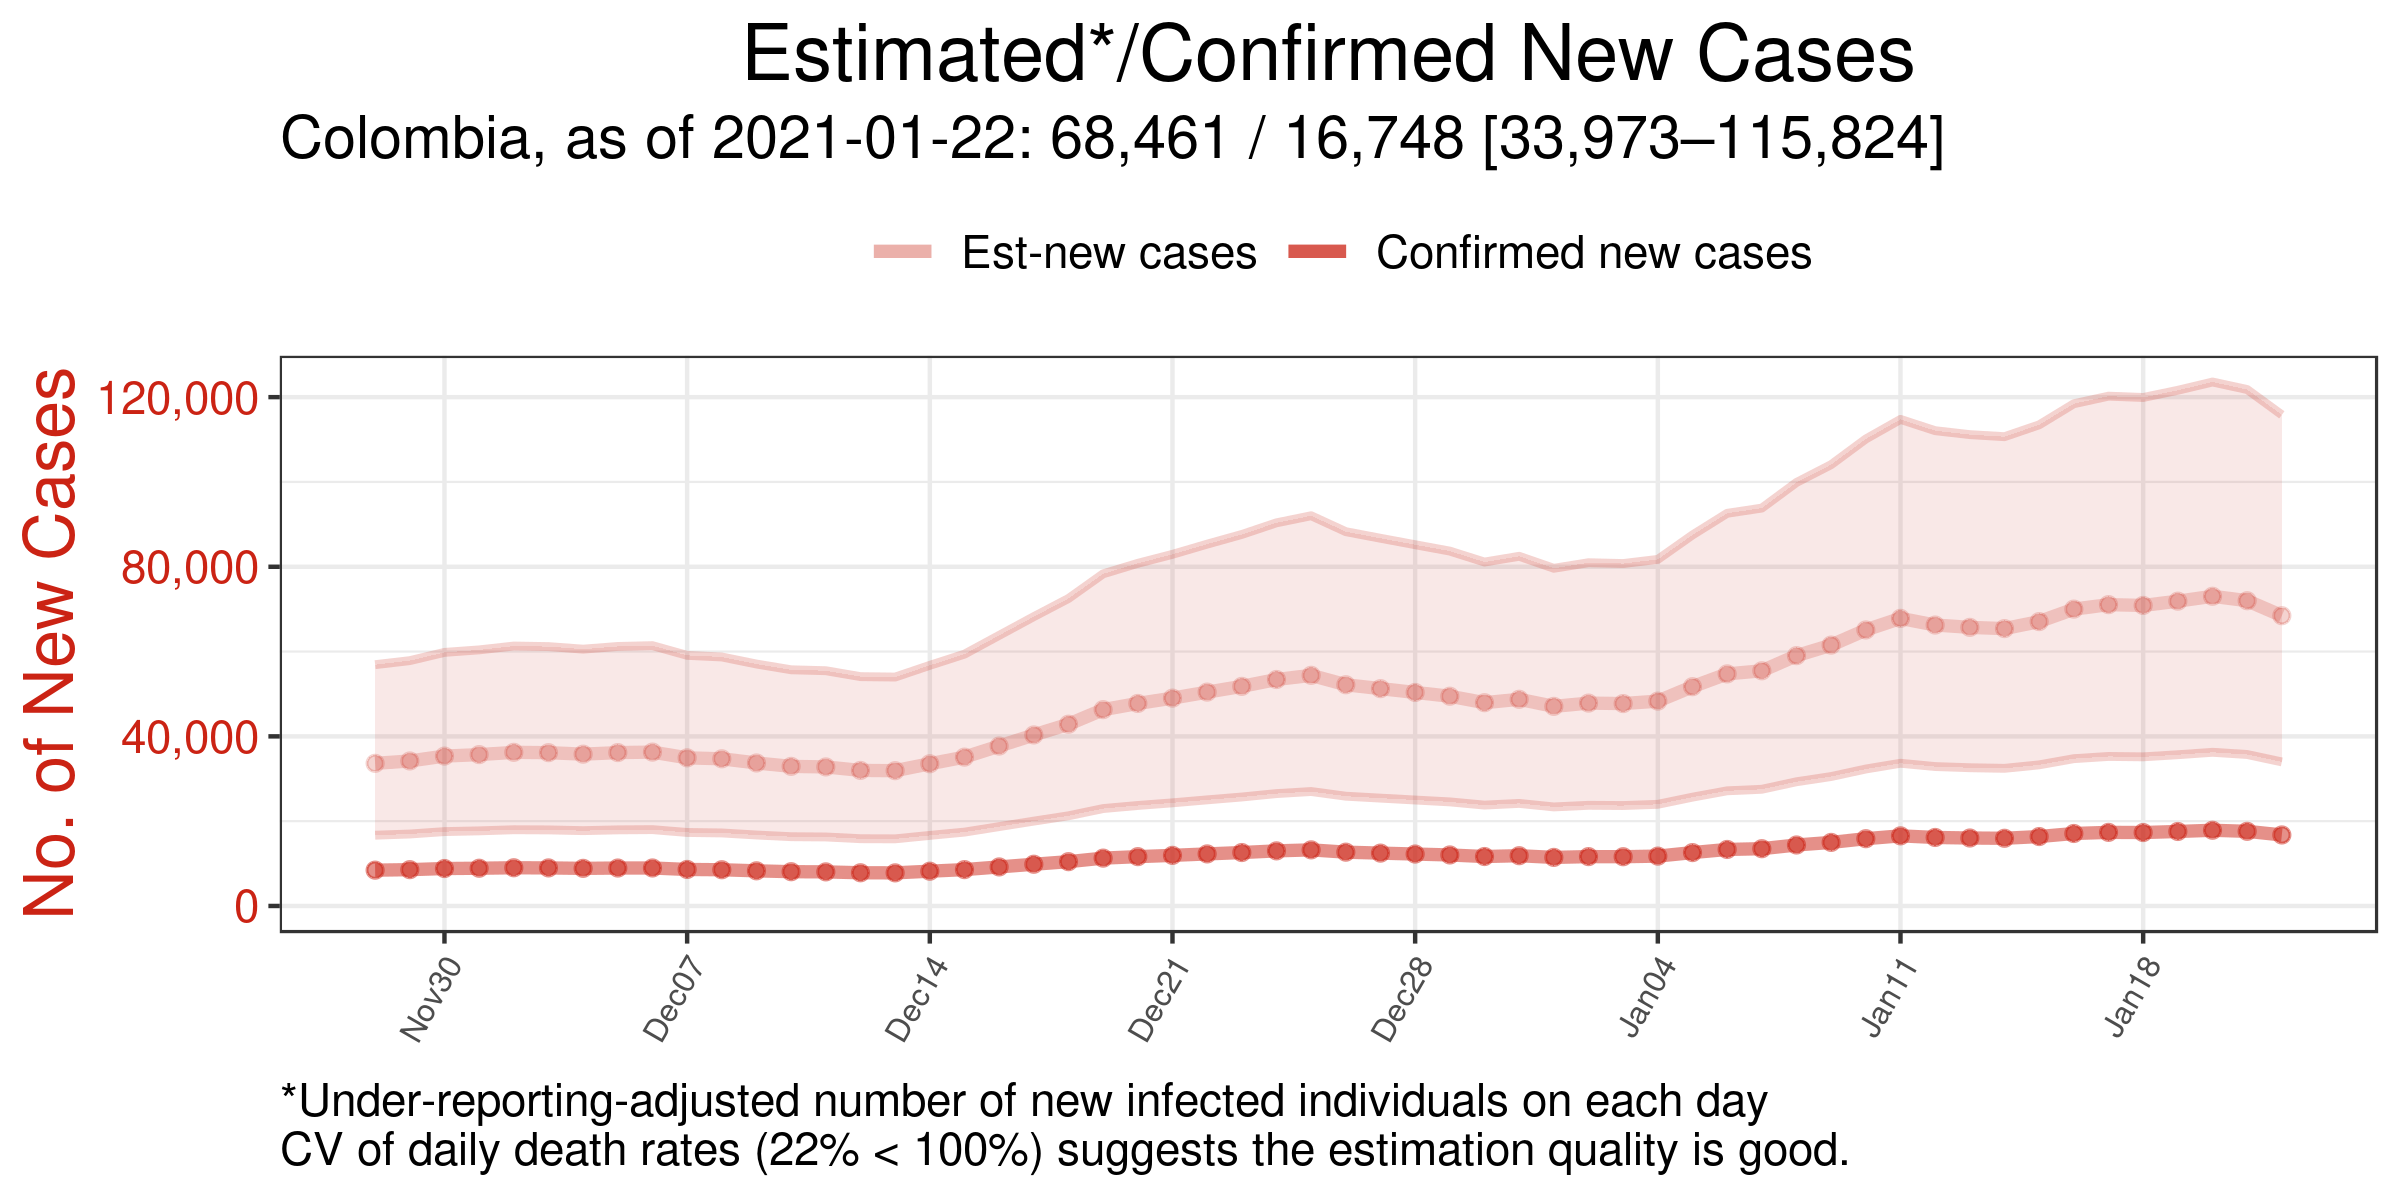 Estimated*/Confirmed New Cases
Colombia, as of 2021-01-22: 68,461 / 16,748 [33,973–115,824]
Est-new cases Confirmed new cases
No. of New Cases
120,000
80,000
40,000
0
Nov30 Dec07 Dec14 Dec21 Dec28 Jan04 Jan11 Jan18
*Under-reporting-adjusted number of new infected individuals on each day
CV of daily death rates (22% < 100%) suggests the estimation quality is good.